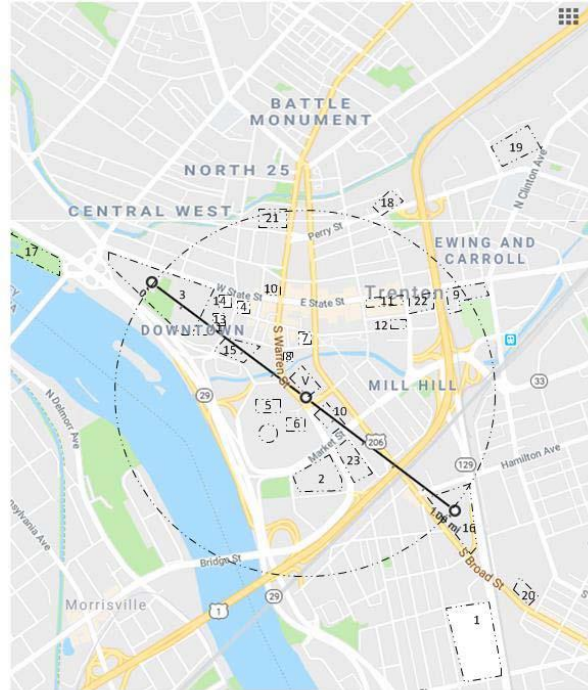 BATTLE
MONUMENT
19
N Clinton Ave
NORTH 25
18
CENTRAL WEST
21
Perry St
17
EWING AND
CARROLL
3
W State St
10
E State St
Trenton
14
4
11
22
9
13
12
DOWNTOWN
7
15
8
S Warren St
V
MILL HILL
33
29
5
10
N Delmorr Ave
6
206
Market St
23
129
Hamilton Ave
2
1.06 mi
16
Bridge St
S Broad St
29
20
Morrisville
1
1